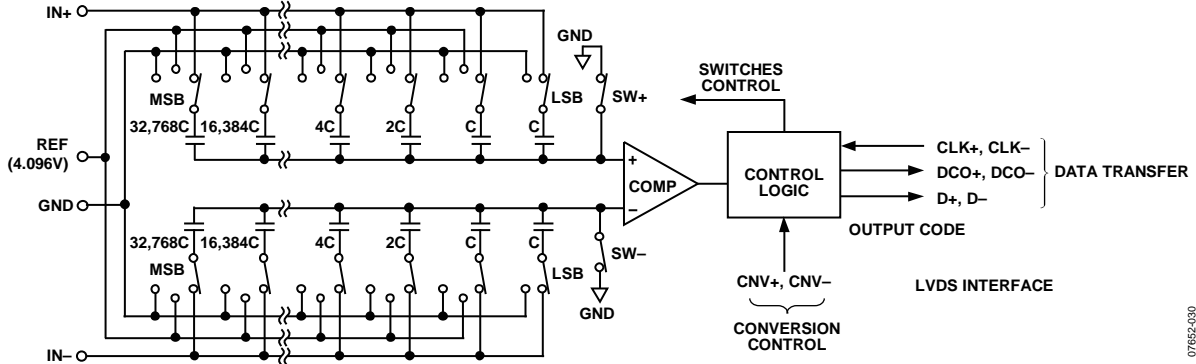 IN+
GND
SWITCHES
CONTROL
MSB
LSB
SW+
32,768C 16,384C 4C 2C C C
REF
(4.096V)
GND
+
COMP
–
CONTROL
LOGIC
CLK+, CLK–
DCO+, DCO–
D+, D–
DATA TRANSFER
OUTPUT CODE
32,768C 16,384C 4C 2C C C
MSB
LSB
SW–
GND
CNV+, CNV–
LVDS INTERFACE
CONVERSION
CONTROL
IN–
07652-030